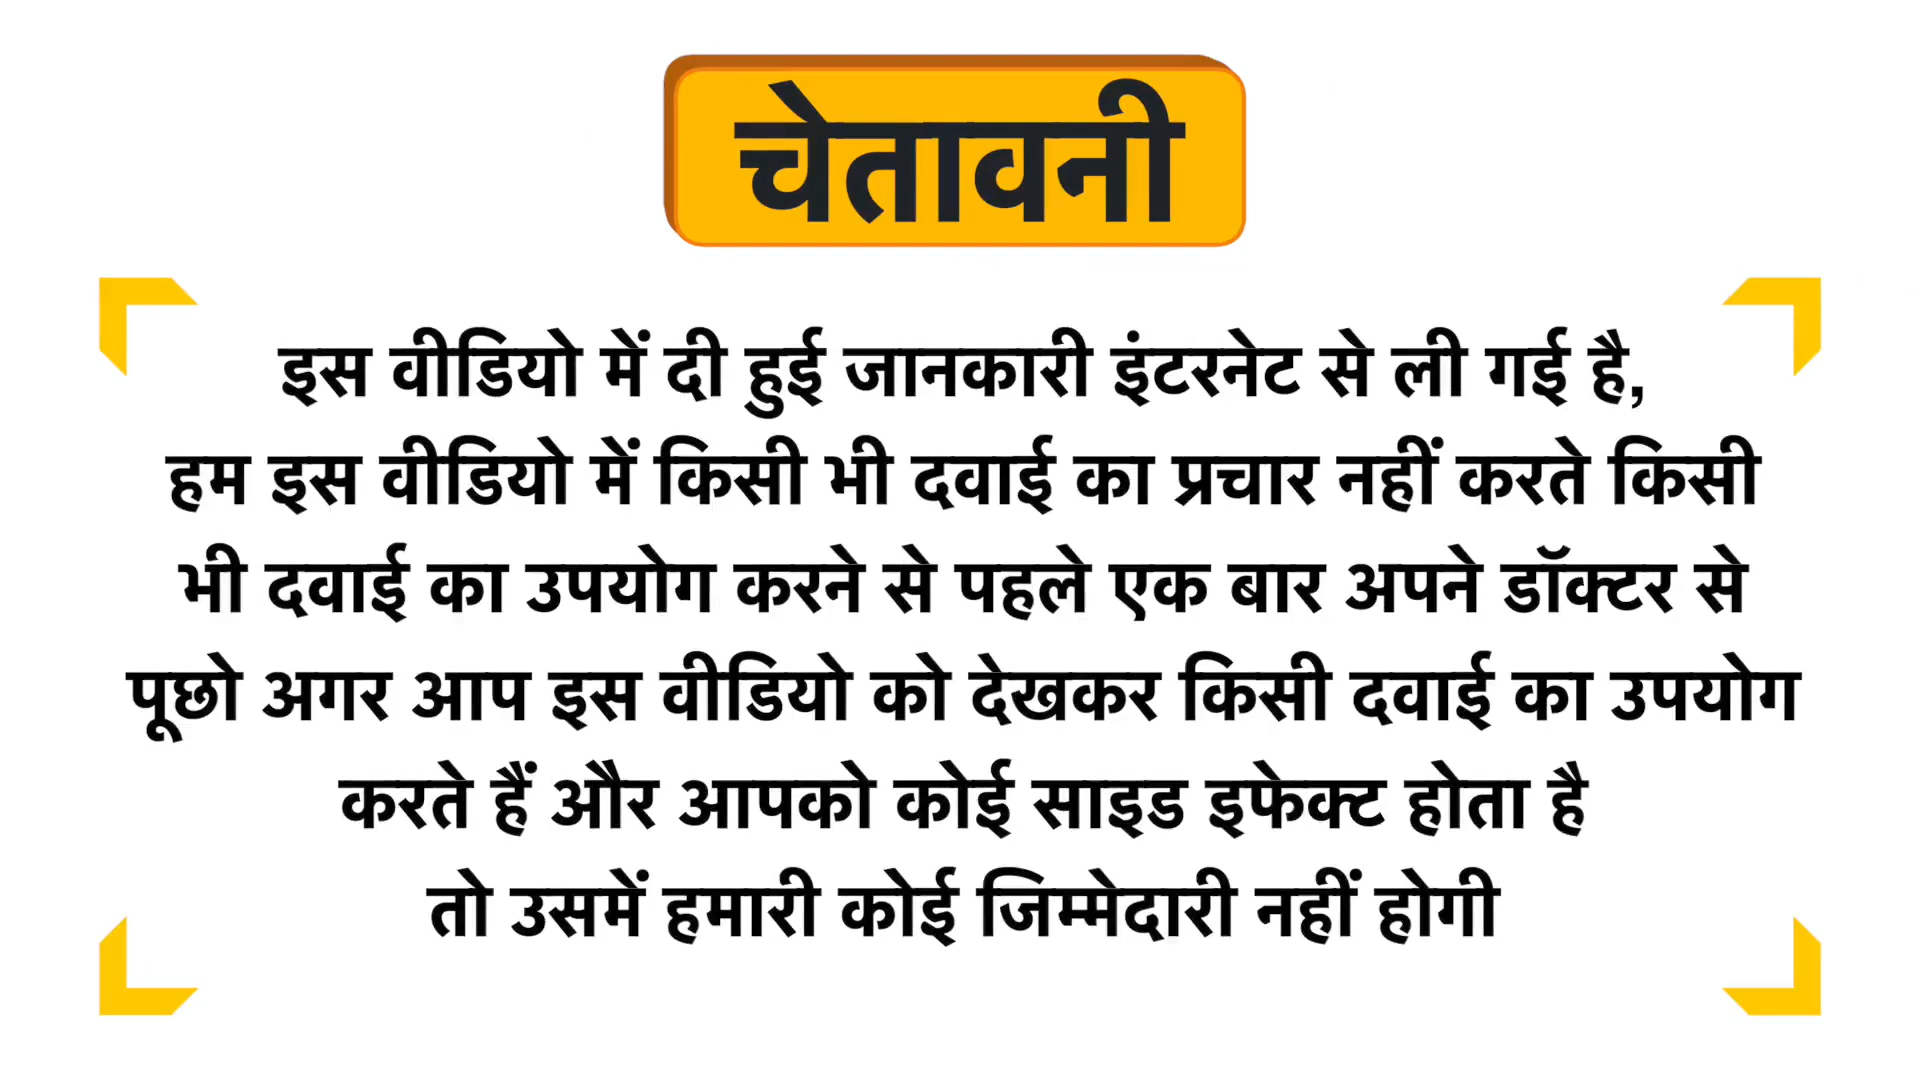 चेतावनी
इस वीडियो में दी हुई जानकारी इंटरनेट से ली गई है,
हम इस वीडियो में किसी भी दवाई का प्रचार नहीं करते किसी
भी दवाई का उपयोग करने से पहले एक बार अपने डॉक्टर से
पूछो अगर आप इस वीडियो को देखकर किसी दवाई का उपयोग
करते हैं और आपको कोई साइड इफेक्ट होता है
तो उसमें हमारी कोई जिम्मेदारी नहीं होगी